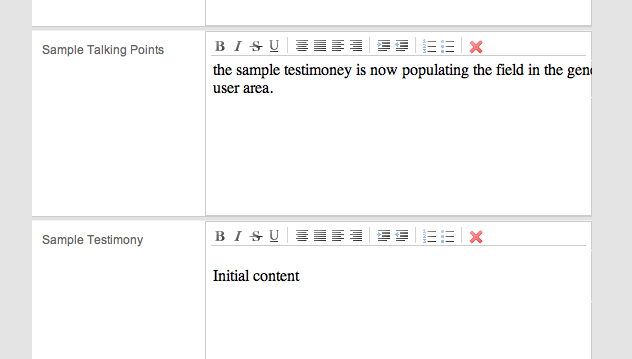 Sample Talking Points
B I S U
the sample testimoney is now populating the field in the gen
user area.
Sample Testimony
B I S U
Initial content